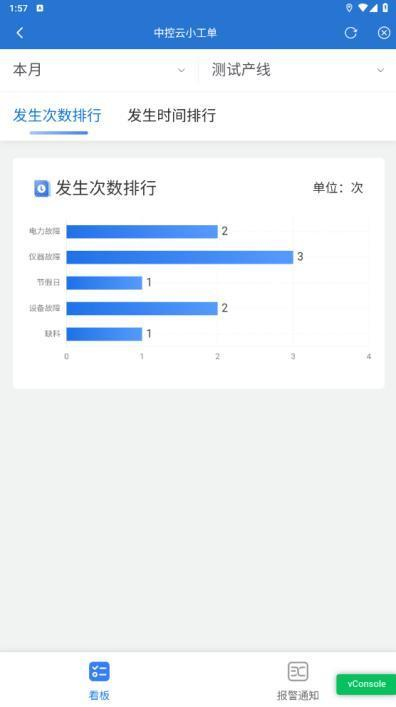 1:57
A
中控云小工单
本月
测试产线
发生次数排行
发生时间排行
发生次数排行
单位：次
电力故障
2
仪器故障
3
节假日
1
设备故障
2
缺料
1
0 1 2 3 4
看板
报警通知
vConsole